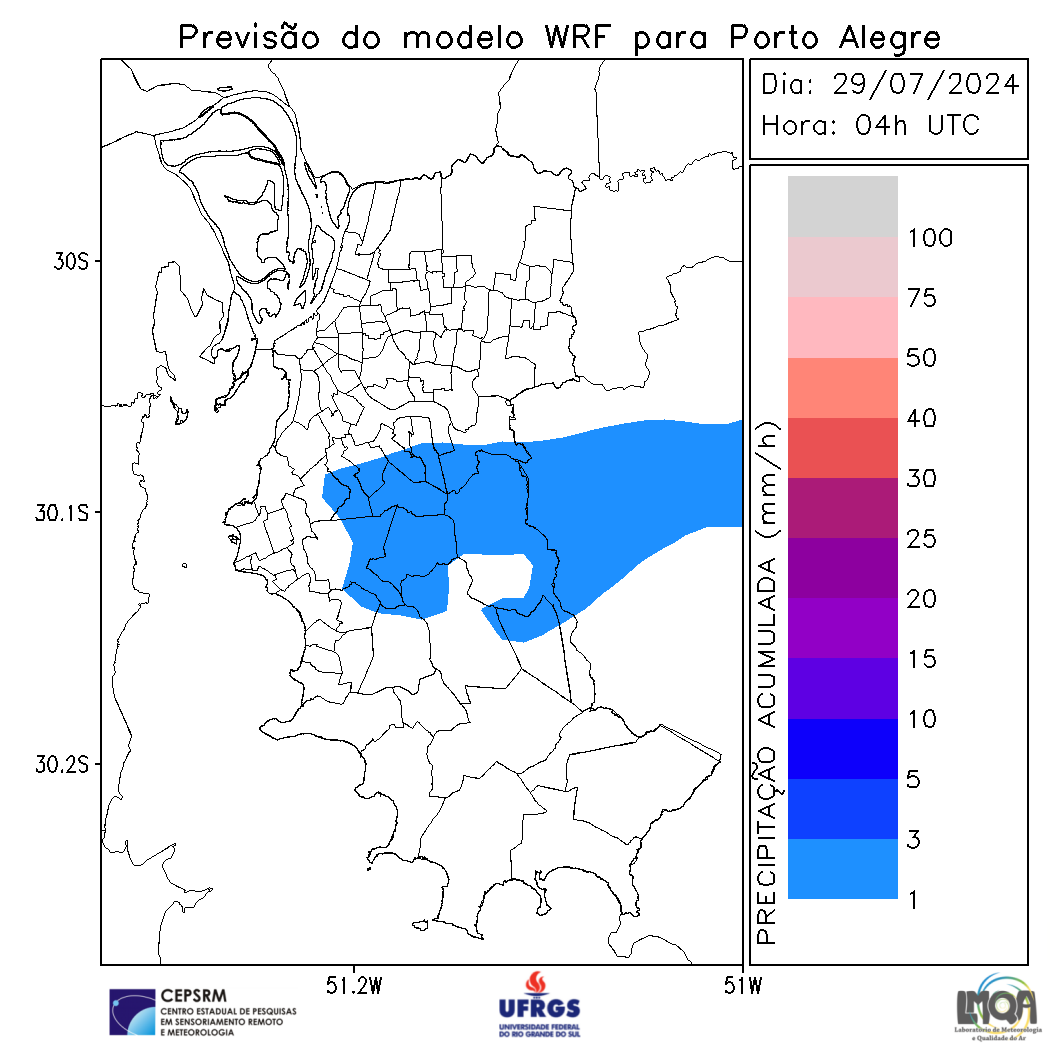 Previsão do modelo WRF para Porto Alegre
Dia: 29/07/2024
Hora: 04h UTC
30S
30.1S
30.2S
51.2W
51W
PRECIPITAÇÃO ACUMULADA (mm/h)
100
75
50
40
30
25
20
15
10
5
3
1
CEPSRM
CENTRO ESTADUAL DE PESQUISAS
EM SENSORIAMENTO REMOTO
E METEOROLOGIA
UFRGS
UNIVERSIDADE FEDERAL
DO RIO GRANDE DO SUL
LMQA
Laboratório de Meteorologia
e Qualidade do Ar